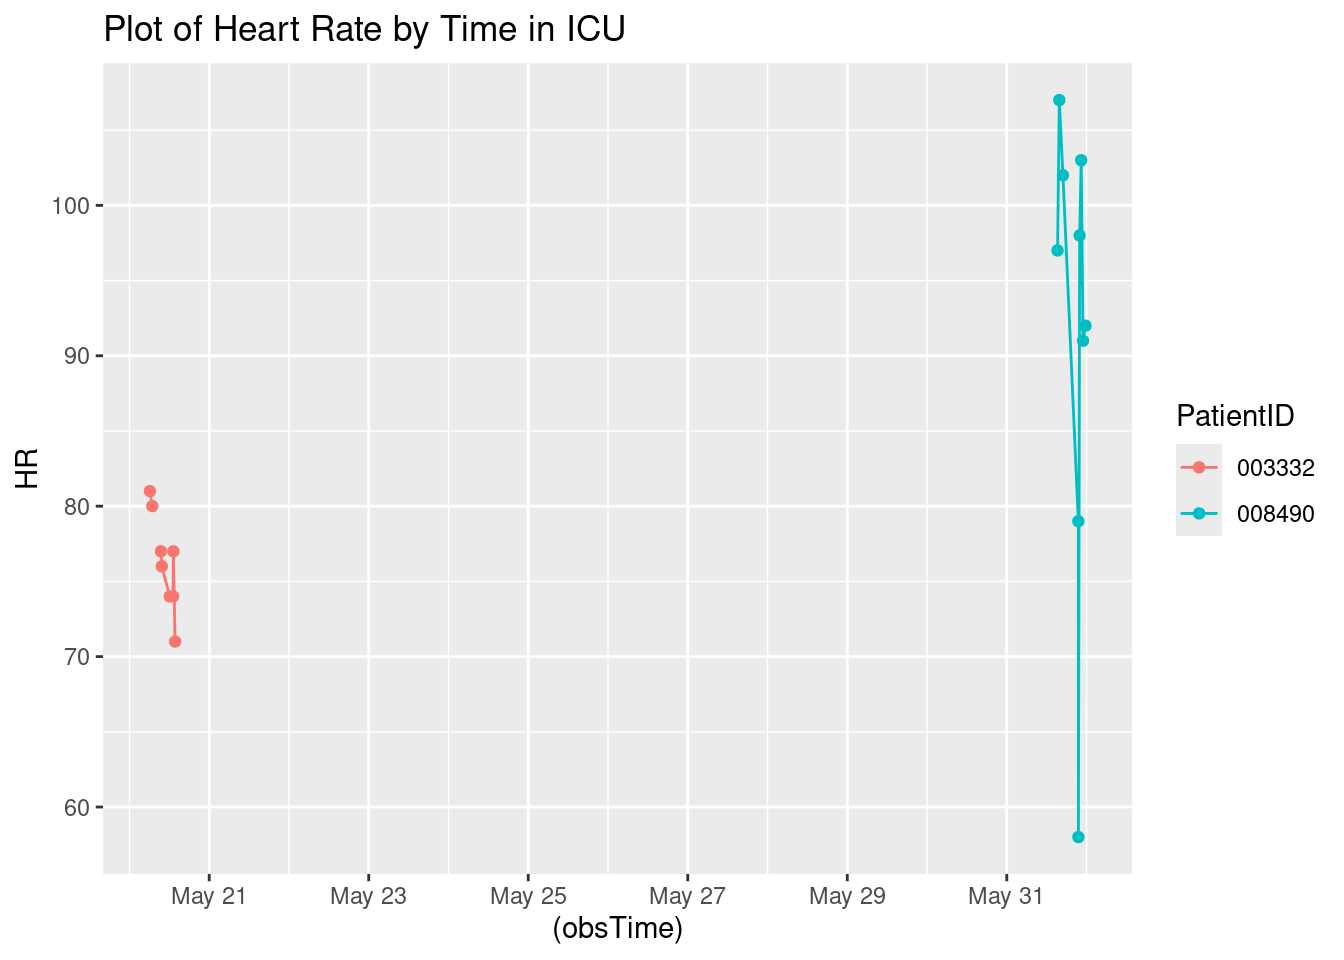 Plot of Heart Rate by Time in ICU
HR
100
90
80
70
60
May 21
May 23
May 25
May 27
May 29
May 31
(obsTime)
PatientID
003332
008490